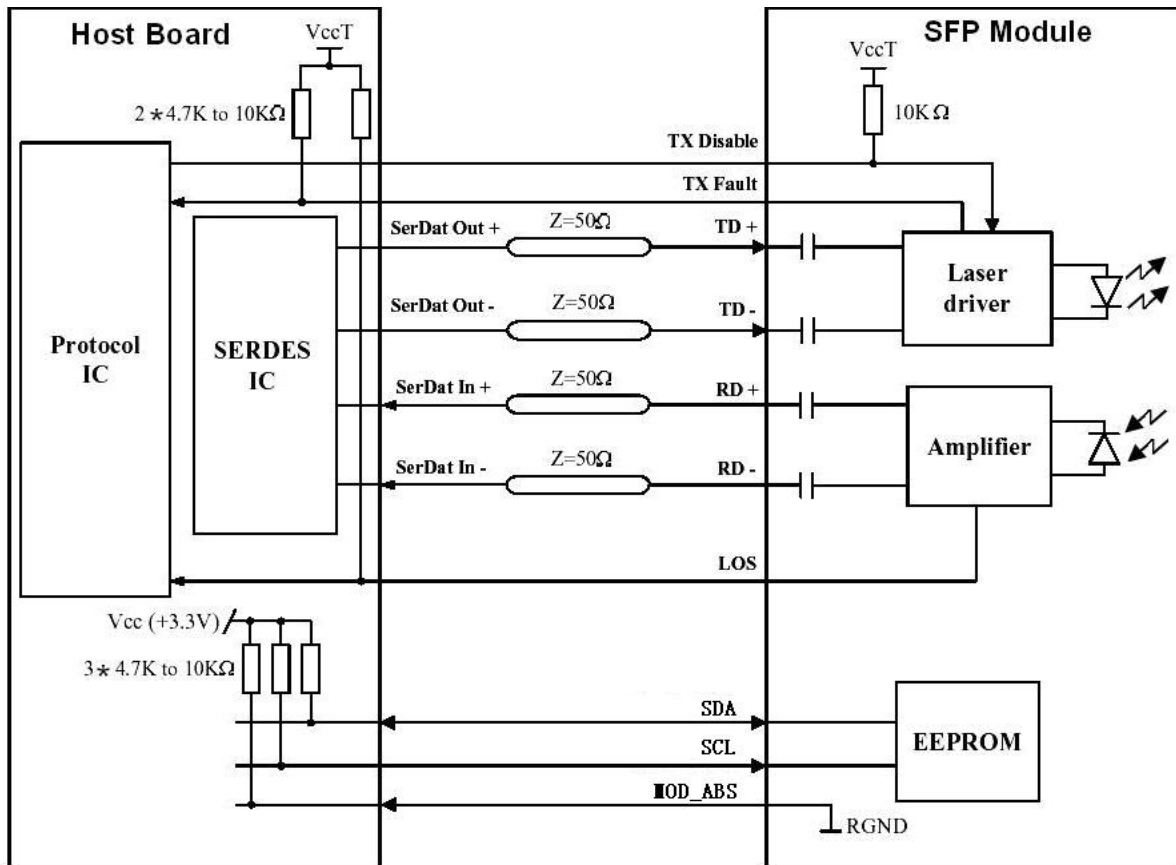 Host Board
SFP Module
VccT
VccT
2*4.7K to 10KΩ
10KΩ
TX Disable
TX Fault
SerDat Out +
Z=50Ω
TD +
Laser
driver
SerDat Out -
Z=50Ω
TD -
Protocol
IC
SERDES
IC
SerDat In +
Z=50Ω
RD +
Amplifier
SerDat In -
Z=50Ω
RD -
LOS
Vcc (+3.3V)
3*4.7K to 10KΩ
SDA
SCL
EEPROM
MOD_ABS
RGND